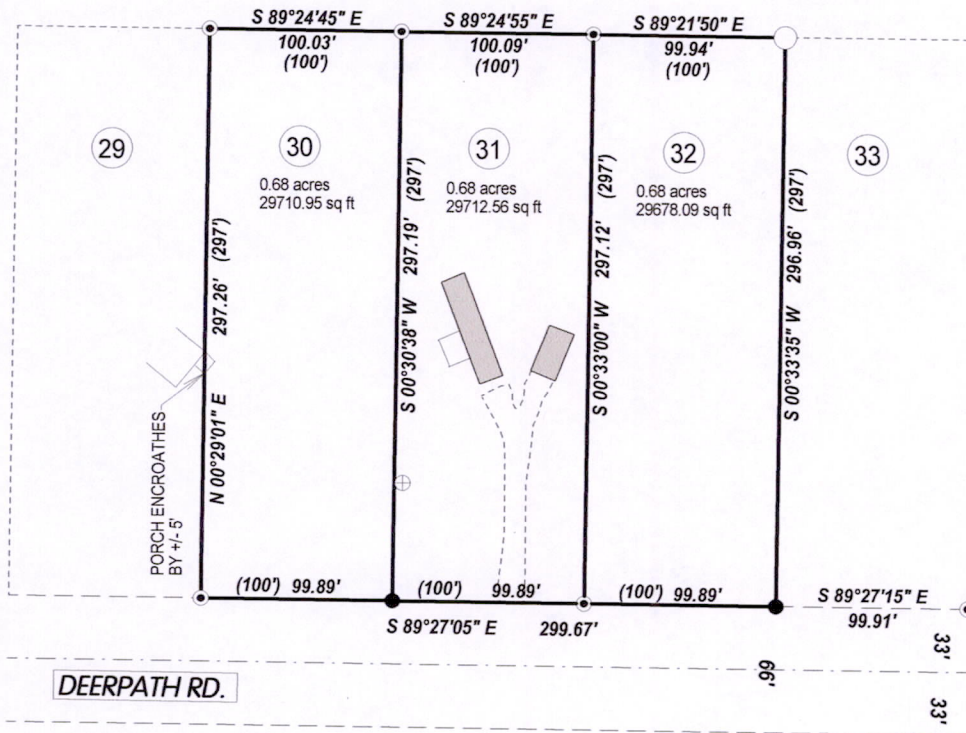 S 89°24'45" E
100.03'
(100')
S 89°24'55" E
100.09'
(100')
S 89°21'50" E
99.94'
(100')
29
30
0.68 acres
29710.95 sq ft
31
0.68 acres
29712.56 sq ft
32
0.68 acres
29678.09 sq ft
33
N 00°29'01" E 297.26' (297')
S 00°30'38" W 297.19' (297')
S 00°33'00" W 297.12' (297')
S 00°33'35" W 296.96' (297')
PORCH ENCROATHES
BY +/- 5'
(100') 99.89'
(100') 99.89'
(100') 99.89'
S 89°27'15" E
99.91'
S 89°27'05" E 299.67'
DEERPATH RD.
66'
33'
33'